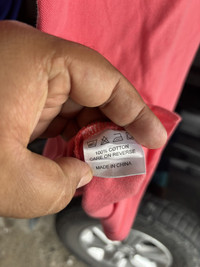 100% COTTON
CARE ON REVERSE
MADE IN CHINA